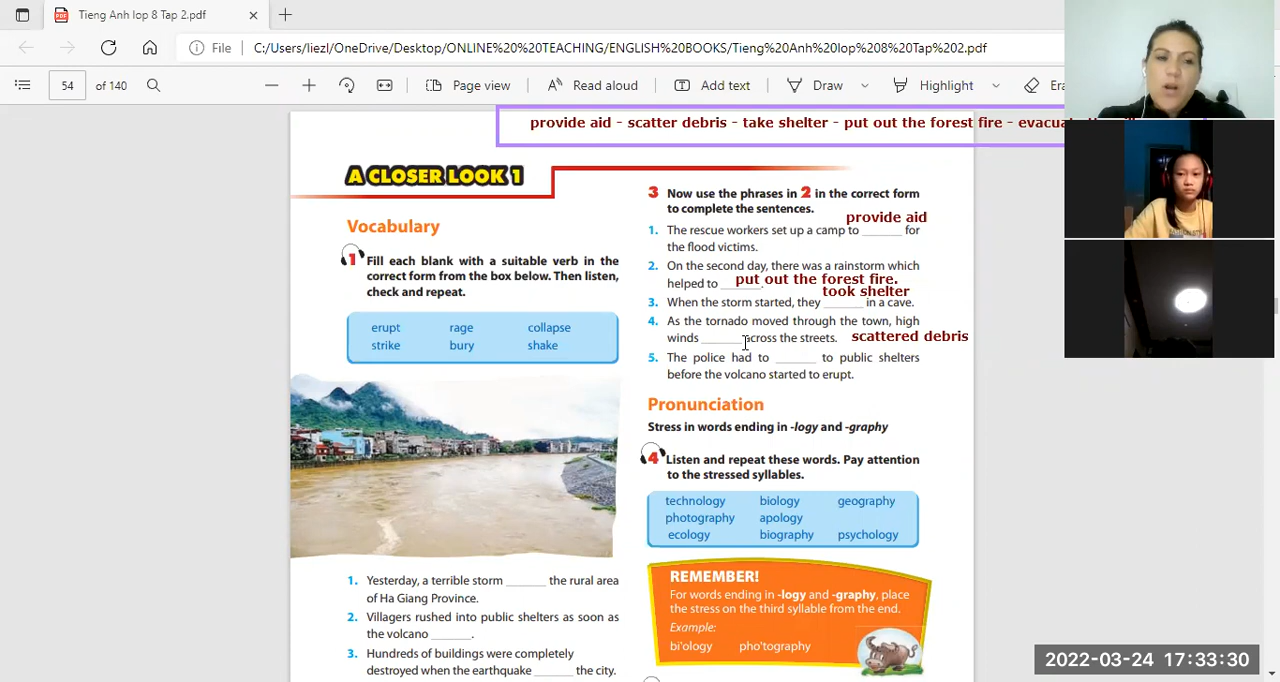 Tieng Anh lop 8 Tap 2.pdf
File
C:/Users/liezl/OneDrive/Desktop/ONLINE%20%20TEACHING/ENGLISH%20BOOKS/Tieng%20Anh%20lop%208%20Tap%202.pdf
54 of 140
Page view
Read aloud
Add text
Draw
Highlight
provide aid - scatter debris - take shelter - put out the forest fire -
A CLOSER LOOK 1
Vocabulary
1 Fill each blank with a suitable verb in the
correct form from the box below. Then listen,
check and repeat.
erupt rage collapse
strike bury shake
1. Yesterday, a terrible storm ______ the rural area
of Ha Giang Province.
2. Villagers rushed into public shelters as soon as
the volcano ______.
3. Hundreds of buildings were completely
destroyed when the earthquake ______ the city.
3 Now use the phrases in 2 in the correct form
to complete the sentences.
provide aid
1. The rescue workers set up a camp to ______ for
the flood victims.
2. On the second day, there was a rainstorm which
helped to ______.
put out the forest fire.
took shelter
3. When the storm started, they ______ in a cave.
4. As the tornado moved through the town, high
winds ______ across the streets.
scattered debris
5. The police had to ______ to public shelters
before the volcano started to erupt.
Pronunciation
Stress in words ending in -logy and -graphy
4 Listen and repeat these words. Pay attention
to the stressed syllables.
technology biology geography
photography apology
ecology biography psychology
REMEMBER!
For words ending in -logy and -graphy, place
the stress on the third syllable from the end.
Example:
bi'ology pho'tography
2022-03-24 17:33:30